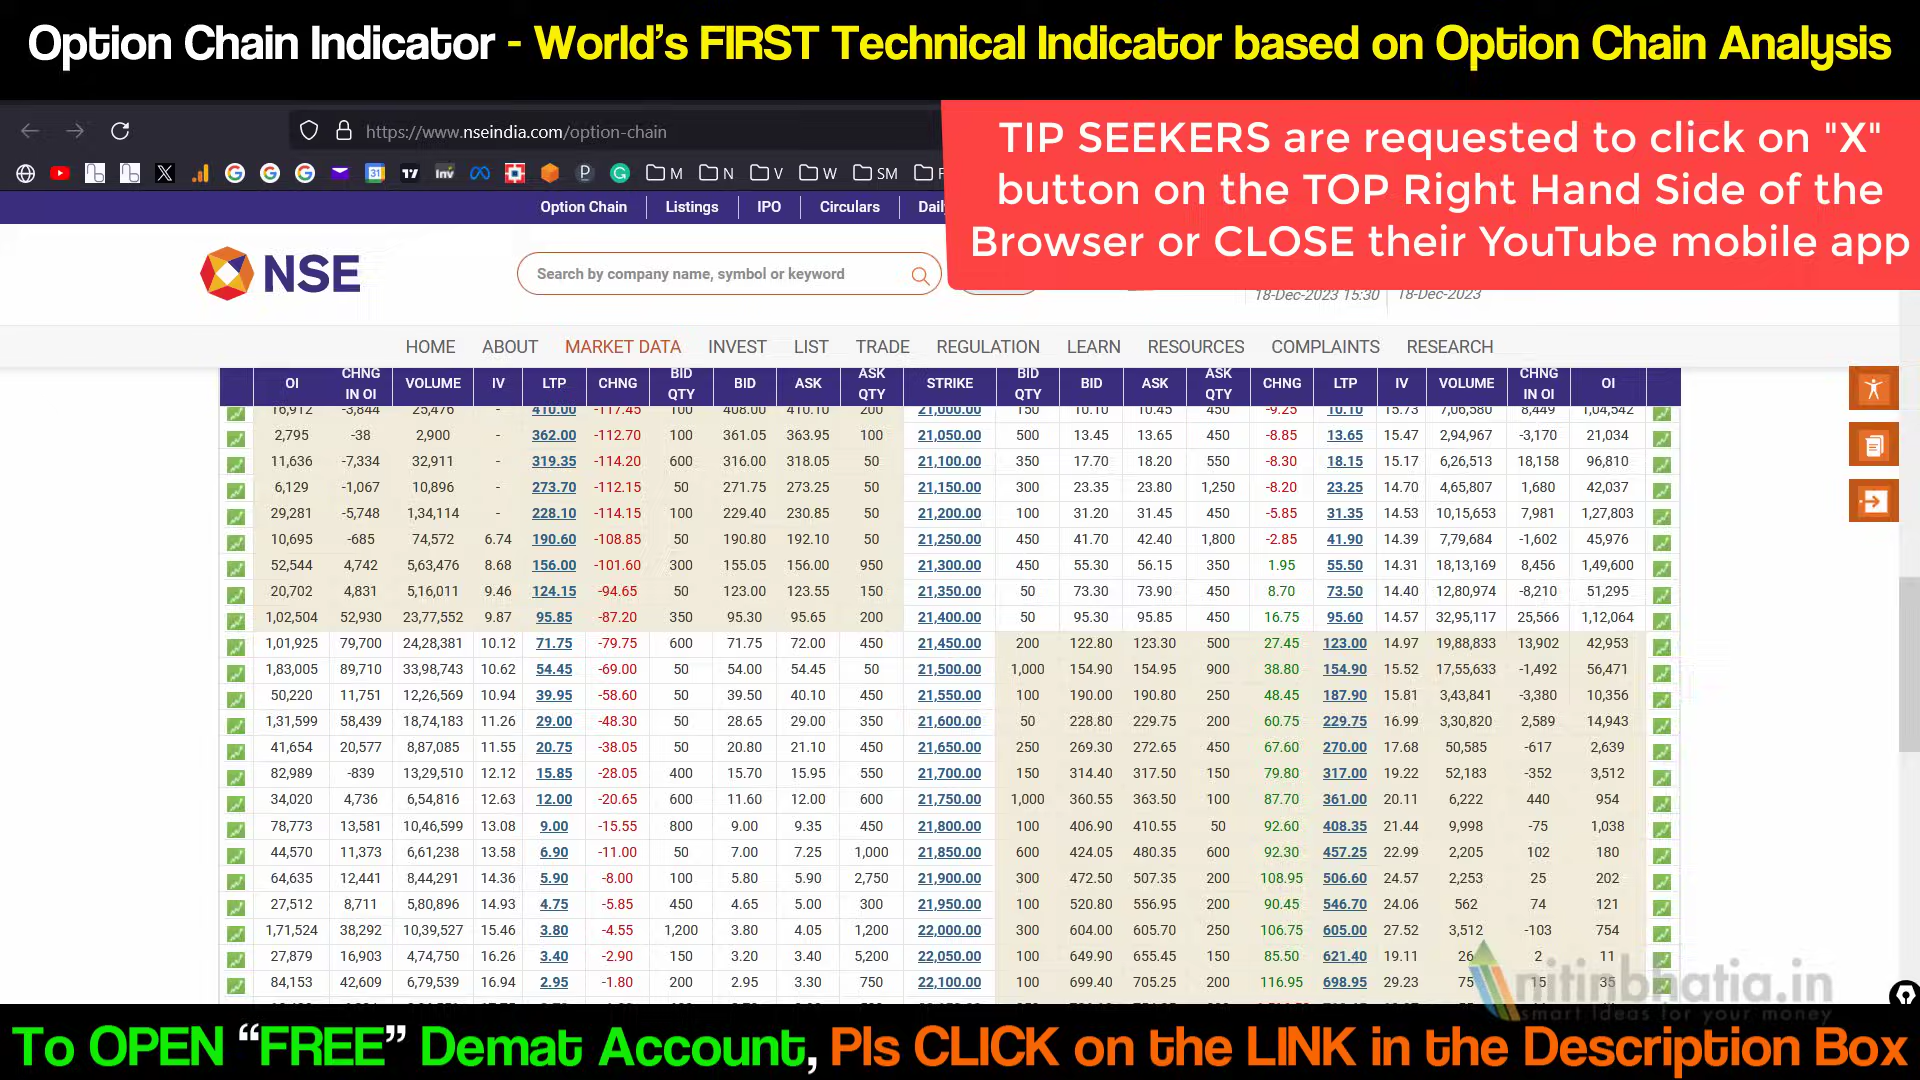 Option Chain Indicator - World's FIRST Technical Indicator based on Option Chain Analysis
https://www.nseindia.com/option-chain
TIP SEEKERS are requested to click on "X"
button on the TOP Right Hand Side of the
Browser or CLOSE their YouTube mobile app
M N V W SM
Option Chain Listings IPO Circulars
NSE
Search by company name, symbol or keyword
18-Dec-2023 15:30 18-Dec-2023
HOME ABOUT MARKET DATA INVEST LIST TRADE REGULATION LEARN RESOURCES COMPLAINTS RESEARCH
OI CHNG IN OI VOLUME IV LTP CHNG BID QTY BID ASK ASK QTY STRIKE BID QTY BID ASK ASK QTY CHNG LTP IV VOLUME CHNG IN OI OI
16,912 -3,844 25,476 - 410.00 -117.45 100 408.00 410.10 200 21,000.00 150 10.10 10.45 450 -9.25 10.10 15.73 7,06,580 8,449 1,04,542
2,795 -38 2,900 - 362.00 -112.70 100 361.05 363.95 100 21,050.00 500 13.45 13.65 450 -8.85 13.65 15.47 2,94,967 -3,170 21,034
11,636 -7,334 32,911 - 319.35 -114.20 600 316.00 318.05 50 21,100.00 350 17.70 18.20 550 -8.30 18.15 15.17 6,26,513 18,158 96,810
6,129 -1,067 10,896 - 273.70 -112.15 50 271.75 273.25 50 21,150.00 300 23.35 23.80 1,250 -8.20 23.25 14.70 4,65,807 1,680 42,037
29,281 -5,748 1,34,114 - 228.10 -114.15 100 229.40 230.85 50 21,200.00 100 31.20 31.45 450 -5.85 31.35 14.53 10,15,653 7,981 1,27,803
10,695 -685 74,572 6.74 190.60 -108.85 50 190.80 192.10 50 21,250.00 450 41.70 42.40 1,800 -2.85 41.90 14.39 7,79,684 -1,602 45,976
52,544 4,742 5,63,476 8.68 156.00 -101.60 300 155.05 156.00 950 21,300.00 450 55.30 56.15 350 1.95 55.50 14.31 18,13,169 8,456 1,49,600
20,702 4,831 5,16,011 9.46 124.15 -94.65 50 123.00 123.55 150 21,350.00 50 73.30 73.90 450 8.70 73.50 14.40 12,80,974 -8,210 51,295
1,02,504 52,930 23,77,552 9.87 95.85 -87.20 350 95.30 95.65 200 21,400.00 50 95.30 95.85 450 16.75 95.60 14.57 32,95,117 25,566 1,12,064
1,01,925 79,700 24,28,381 10.12 71.75 -79.75 600 71.75 72.00 450 21,450.00 200 122.80 123.30 500 27.45 123.00 14.97 19,88,833 13,902 42,953
1,83,005 89,710 33,98,743 10.62 54.45 -69.00 50 54.00 54.45 50 21,500.00 1,000 154.90 154.95 900 38.80 154.90 15.52 17,55,633 -1,492 56,471
50,220 11,751 12,26,569 10.94 39.95 -58.60 50 39.50 40.10 450 21,550.00 100 190.00 190.80 250 48.45 187.90 15.81 3,43,841 -3,380 10,356
1,31,599 58,439 18,74,183 11.26 29.00 -48.30 50 28.65 29.00 350 21,600.00 50 228.80 229.75 200 60.75 229.75 16.99 3,30,820 2,589 14,943
41,654 20,577 8,87,085 11.55 20.75 -38.05 50 20.80 21.10 450 21,650.00 250 269.30 272.65 450 67.60 270.00 17.68 50,585 -617 2,639
82,989 -839 13,29,510 12.12 15.85 -28.05 400 15.70 15.95 550 21,700.00 150 314.40 317.50 150 79.80 317.00 19.22 52,183 -352 3,512
34,020 4,736 6,54,816 12.63 12.00 -20.65 600 11.60 12.00 600 21,750.00 1,000 360.55 363.50 100 87.70 361.00 20.11 6,222 440 954
78,773 13,581 10,46,599 13.08 9.00 -15.55 800 9.00 9.35 450 21,800.00 100 406.90 410.55 50 92.60 408.35 21.44 9,998 -75 1,038
44,570 11,373 6,61,238 13.58 6.90 -11.00 50 7.00 7.25 1,000 21,850.00 600 424.05 480.35 600 92.30 457.25 22.99 2,205 102 180
64,635 12,441 8,44,291 14.36 5.90 -8.00 100 5.80 5.90 2,750 21,900.00 300 472.50 507.35 200 108.95 506.60 24.57 2,253 25 202
27,512 8,711 5,80,896 14.93 4.75 -5.85 450 4.65 5.00 300 21,950.00 100 520.80 556.95 200 90.45 546.70 24.06 562 74 121
1,71,524 38,292 10,39,527 15.46 3.80 -4.55 1,200 3.80 4.05 1,200 22,000.00 300 604.00 605.70 250 106.75 605.00 27.52 3,512 -103 754
27,879 16,903 4,74,750 16.26 3.40 -2.90 150 3.20 3.40 5,200 22,050.00 100 649.90 655.45 150 85.50 621.40 19.11 2 11
84,153 42,609 6,79,539 16.94 2.95 -1.80 200 2.95 3.30 750 22,100.00 100 699.40 705.25 200 116.95 698.95 29.23 75 15 35
nitinbhatia.in
smart ideas for your money
To OPEN "FREE" Demat Account, Pls CLICK on the LINK in the Description Box